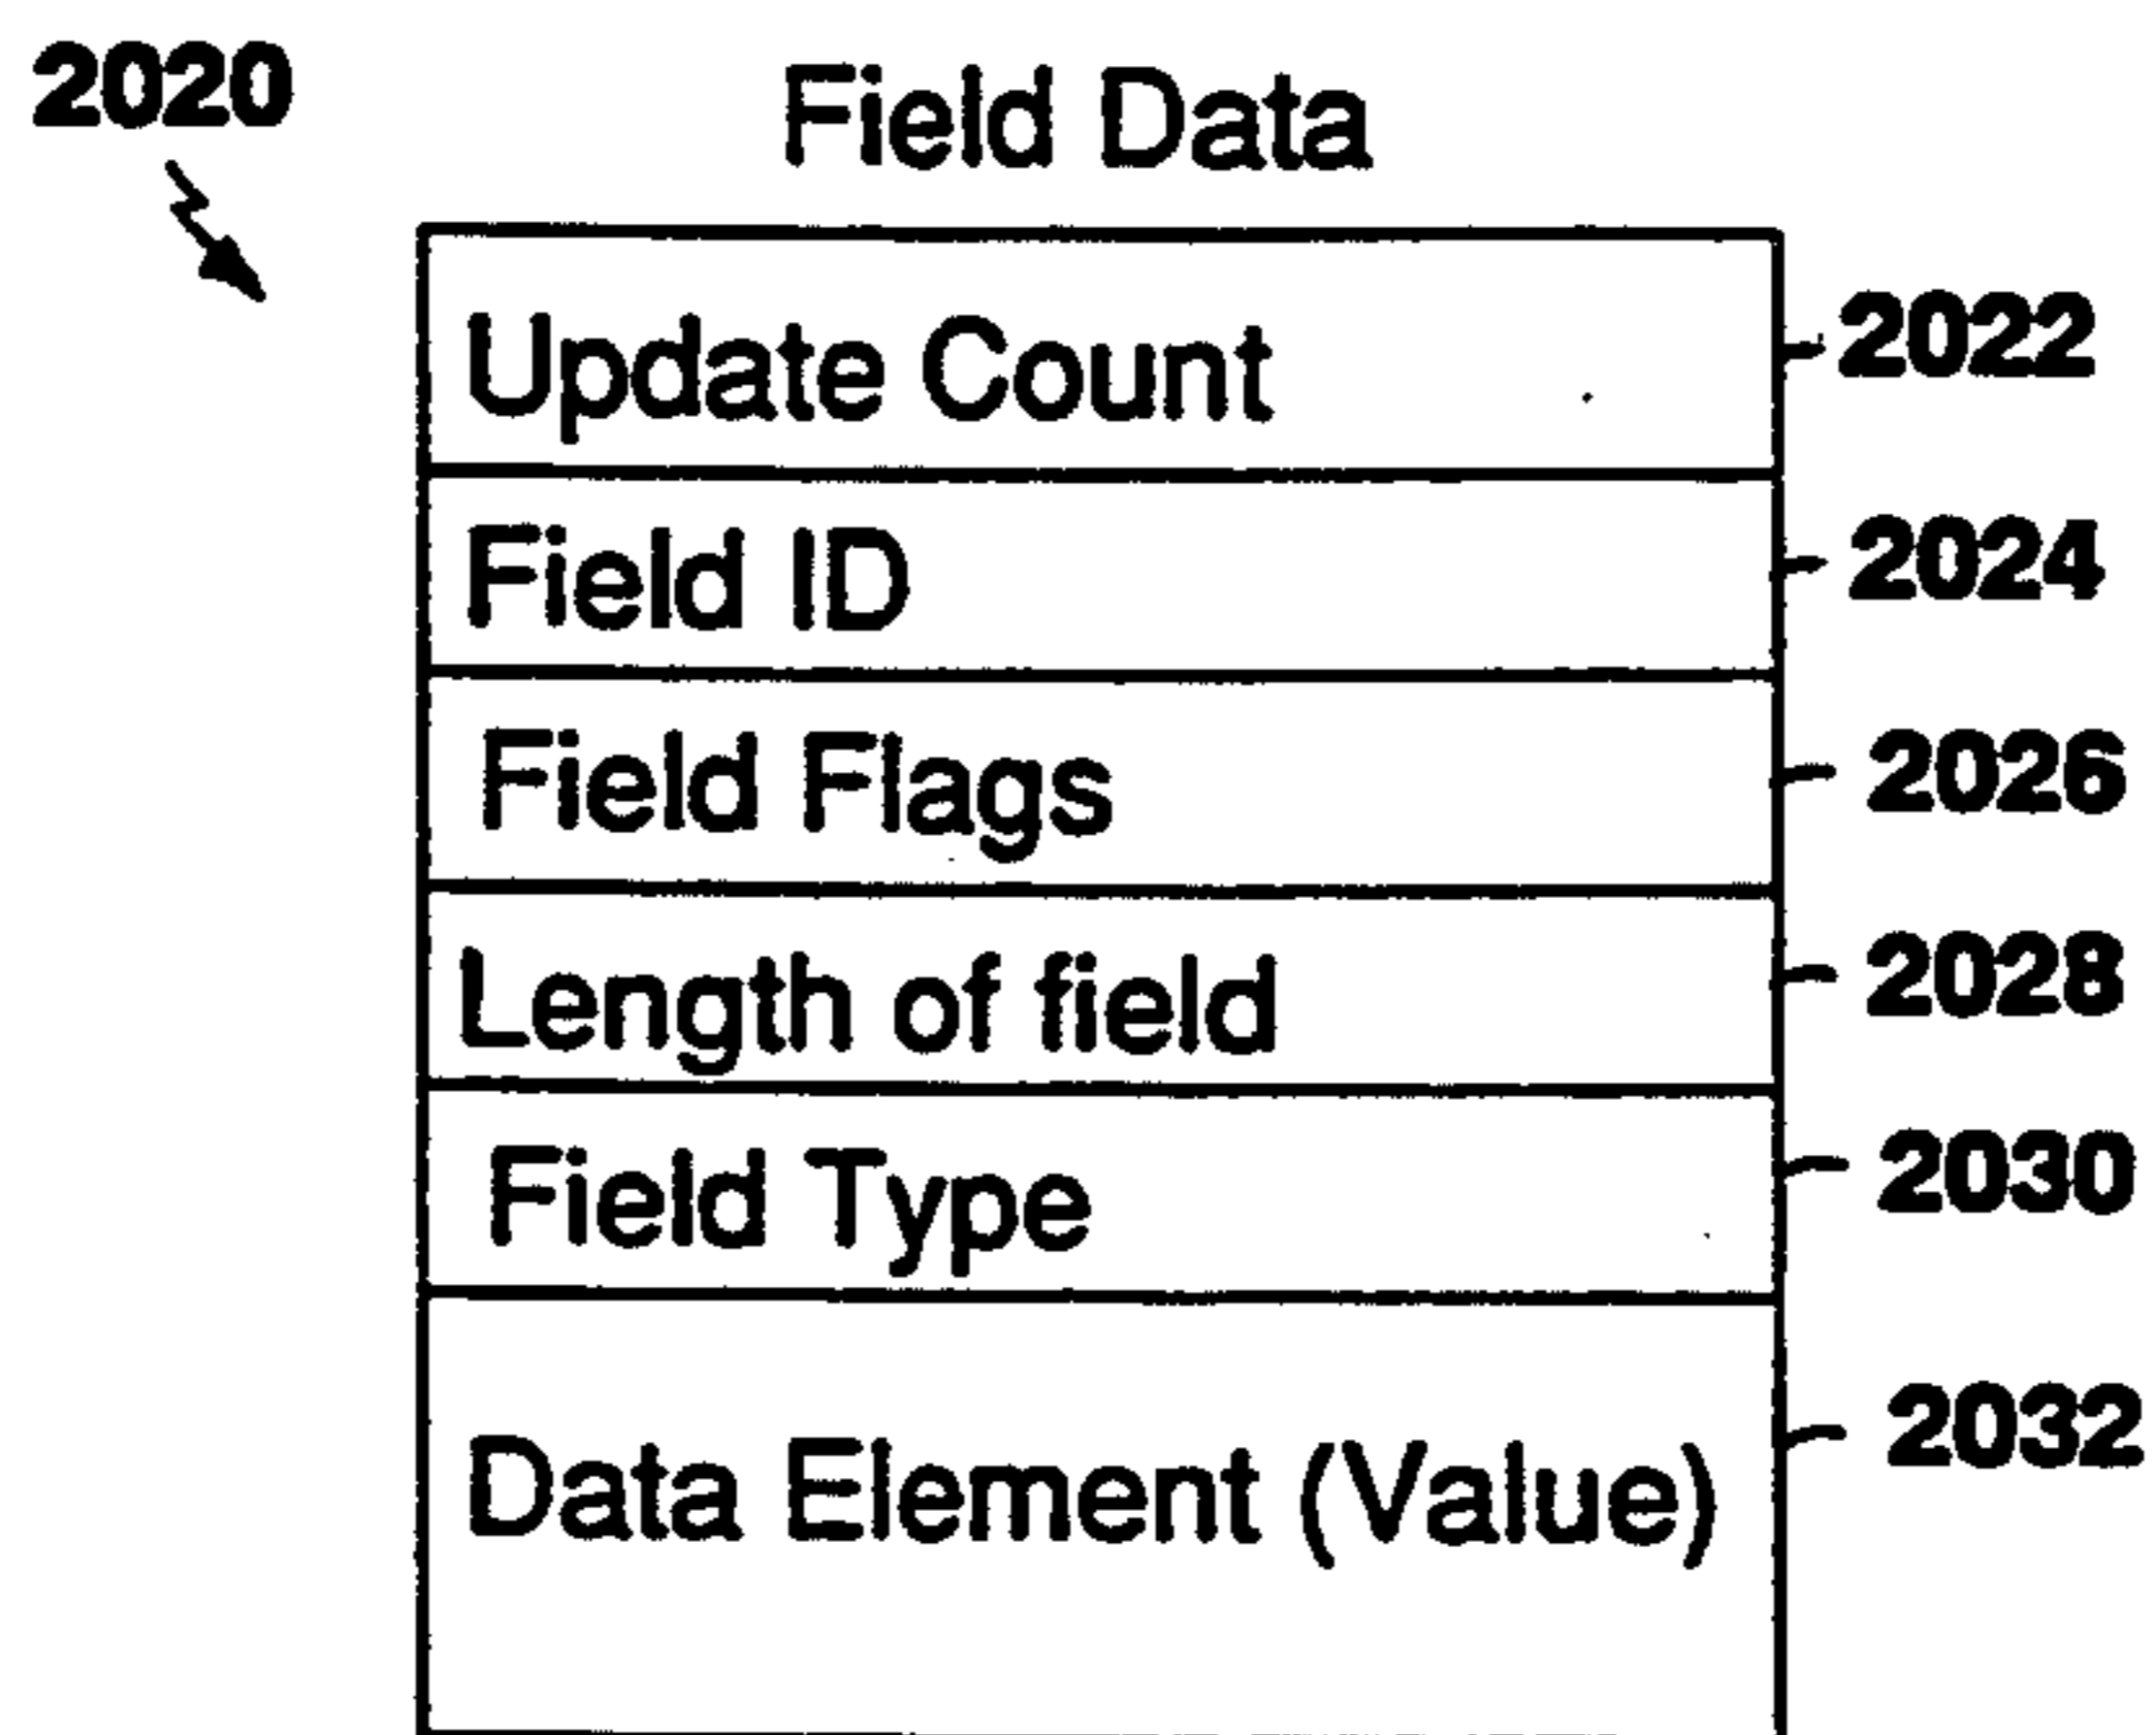 2020
Field Data
Update Count 2022
Field ID 2024
Field Flags 2026
Length of field 2028
Field Type 2030
Data Element (Value) 2032